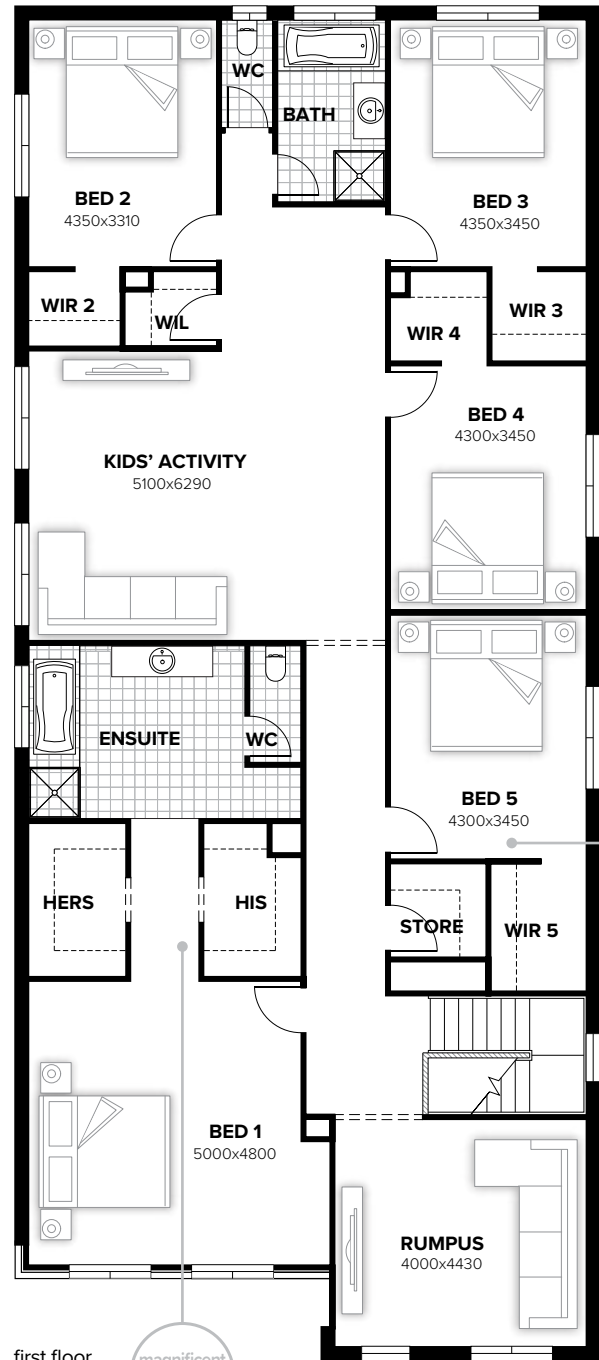 WC
BATH
BED 2
4350x3310
BED 3
4350x3450
WIR 2
WIL
WIR 4
WIR 3
KIDS' ACTIVITY
5100x6290
BED 4
4300x3450
ENSUITE
WC
BED 5
4300x3450
HERS
HIS
STORE
WIR 5
BED 1
5000x4800
RUMPUS
4000x4430
first floor
magnificent